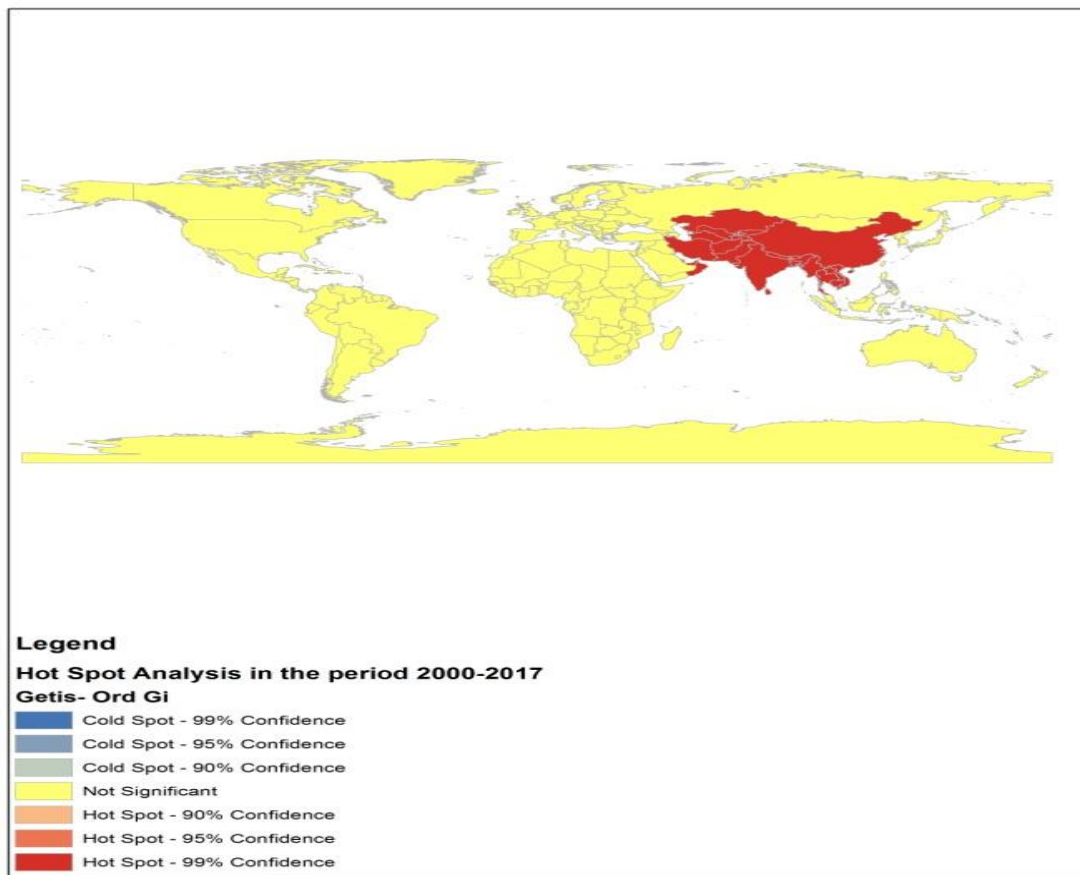 Legend
Hot Spot Analysis in the period 2000-2017
Getis- Ord Gi
Cold Spot - 99% Confidence
Cold Spot - 95% Confidence
Cold Spot - 90% Confidence
Not Significant
Hot Spot - 90% Confidence
Hot Spot - 95% Confidence
Hot Spot - 99% Confidence